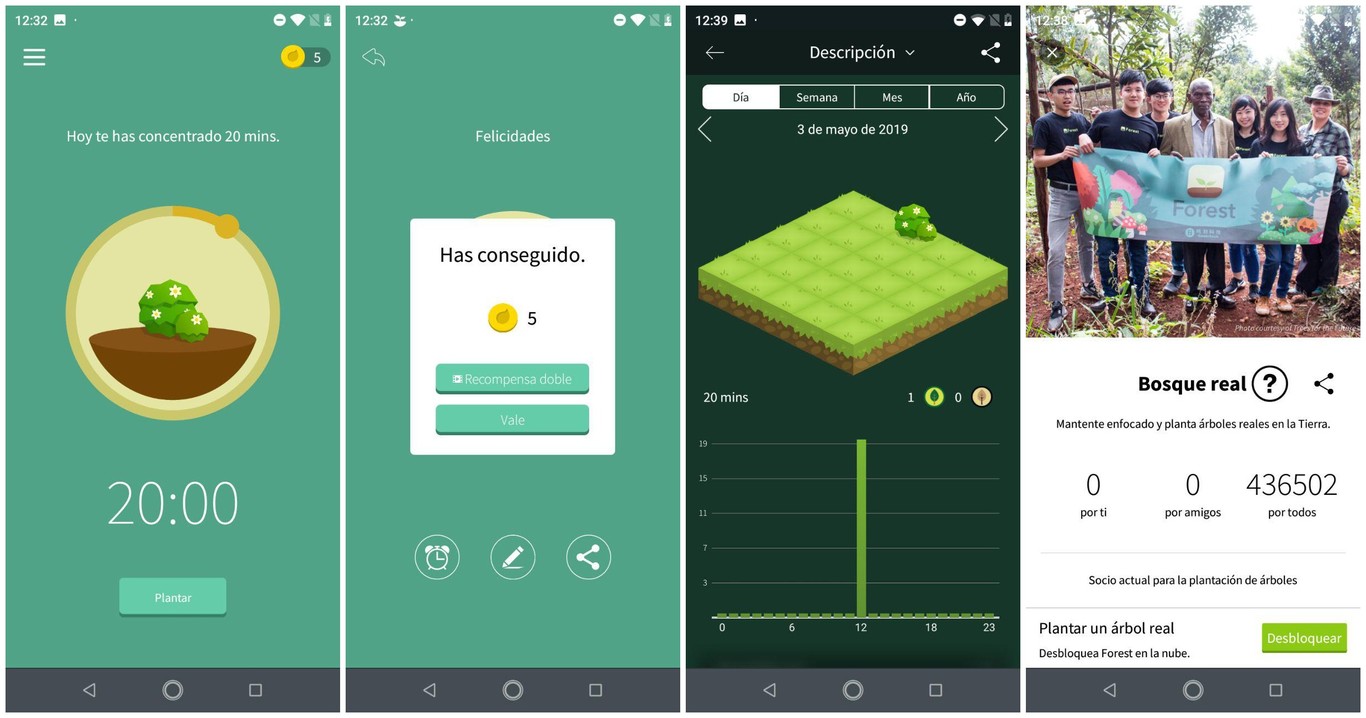 12:32
5
Hoy te has concentrado 20 mins.
20:00
Plantar
12:32
Felicidades
Has conseguido.
5
Recompensa doble
Vale
12:39
Descripción
Día Semana Mes Año
3 de mayo de 2019
20 mins 1 0
19
15
11
7
3
0 6 12 18 23
12:38
Forest
Forest
Forest
Photo courtesy of Trees for the Future
Bosque real ?
Mantente enfocado y planta árboles reales en la Tierra.
0 0 436502
por ti por amigos por todos
Socio actual para la plantación de árboles
Plantar un árbol real
Desbloquea Forest en la nube.
Desbloquear